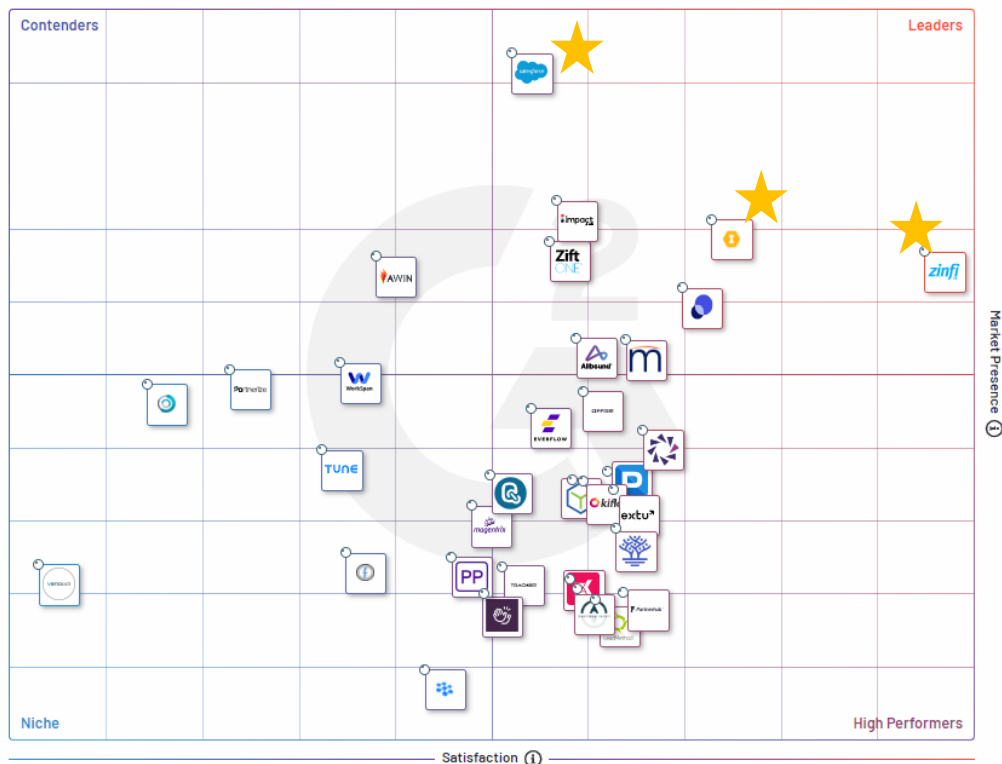 Contenders
Leaders
salesforce
impact
Zift
ONE
AWIN
zinfi
Market Presence
Allbound
m
WorkSpan
Partnerize
EVERFLOW
TUNE
extu
magentrix
PP
TRACKIER
PartnerHub
Niche
High Performers
Satisfaction